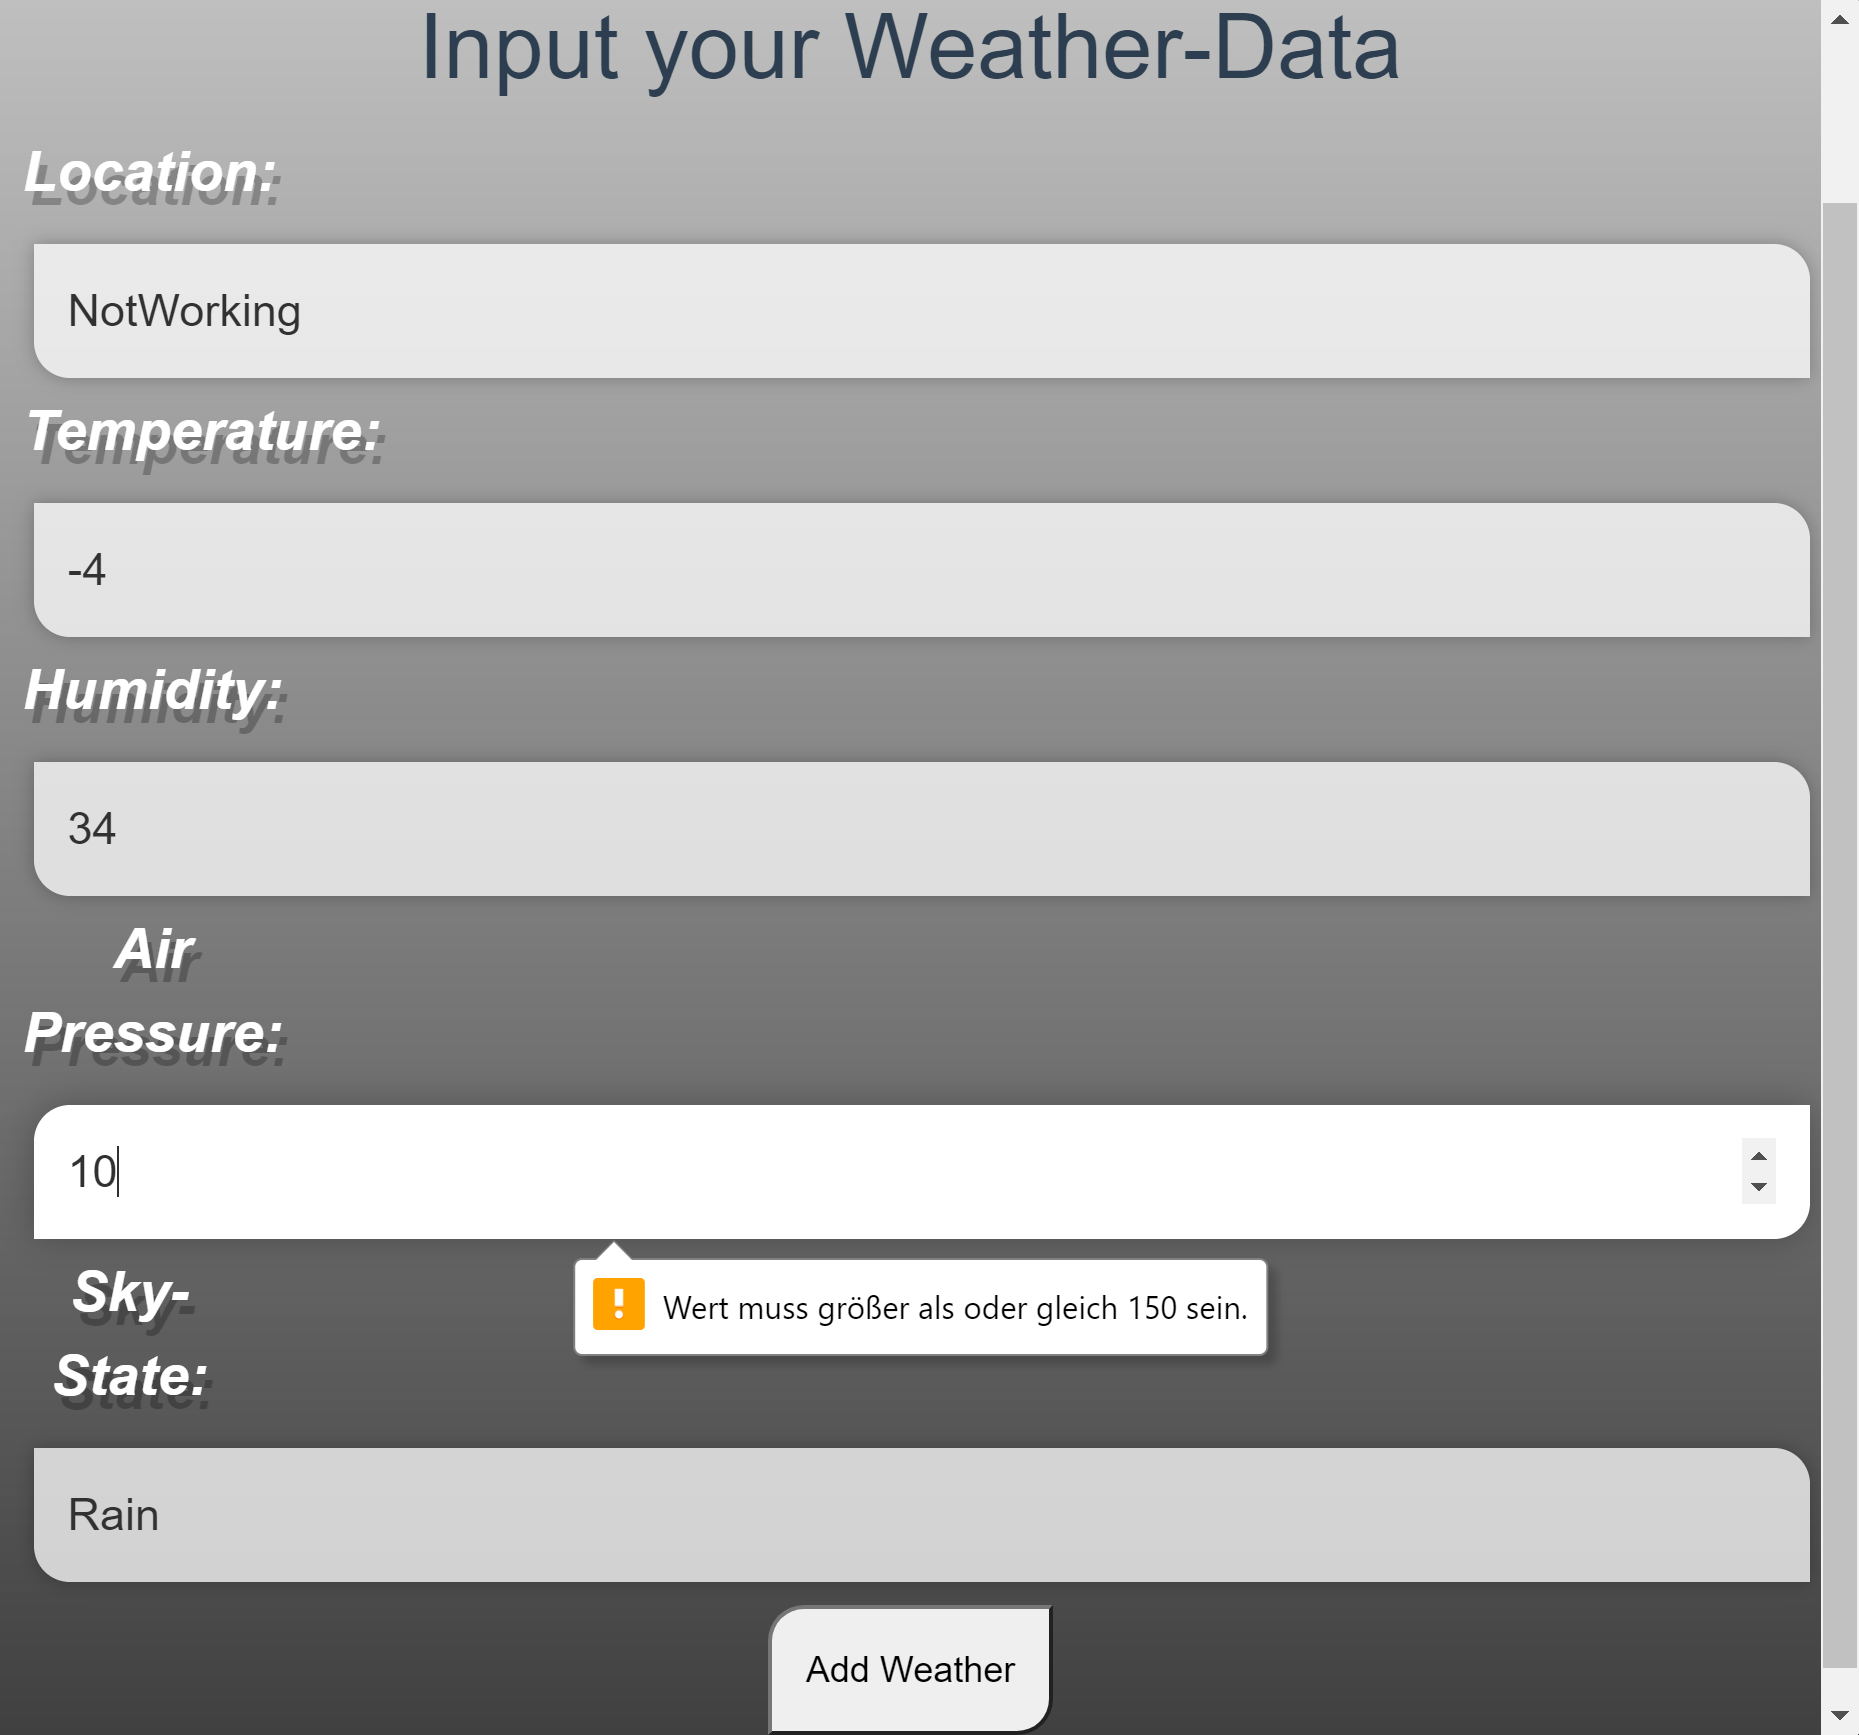 Input your Weather-Data
Location:
NotWorking
Temperature:
-4
Humidity:
34
Air
Pressure:
10
Wert muss größer als oder gleich 150 sein.
Sky-
State:
Rain
Add Weather